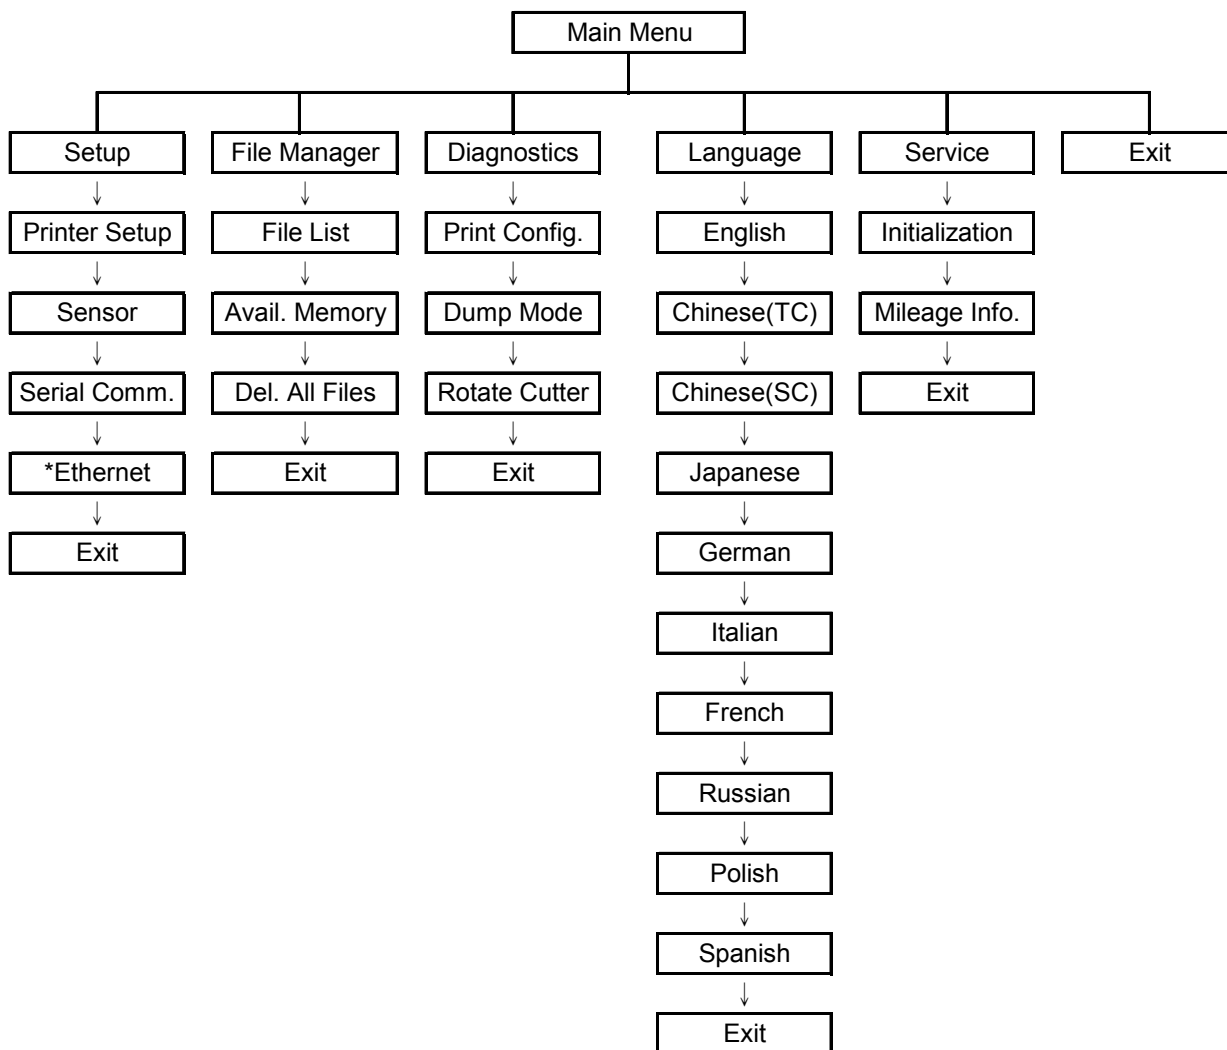 Main Menu
Setup
File Manager
Diagnostics
Language
Service
Exit
Printer Setup
File List
Print Config.
English
Initialization
Sensor
Avail. Memory
Dump Mode
Chinese(TC)
Mileage Info.
Serial Comm.
Del. All Files
Rotate Cutter
Chinese(SC)
Exit
*Ethernet
Exit
Exit
Japanese
Exit
German
Italian
French
Russian
Polish
Spanish
Exit